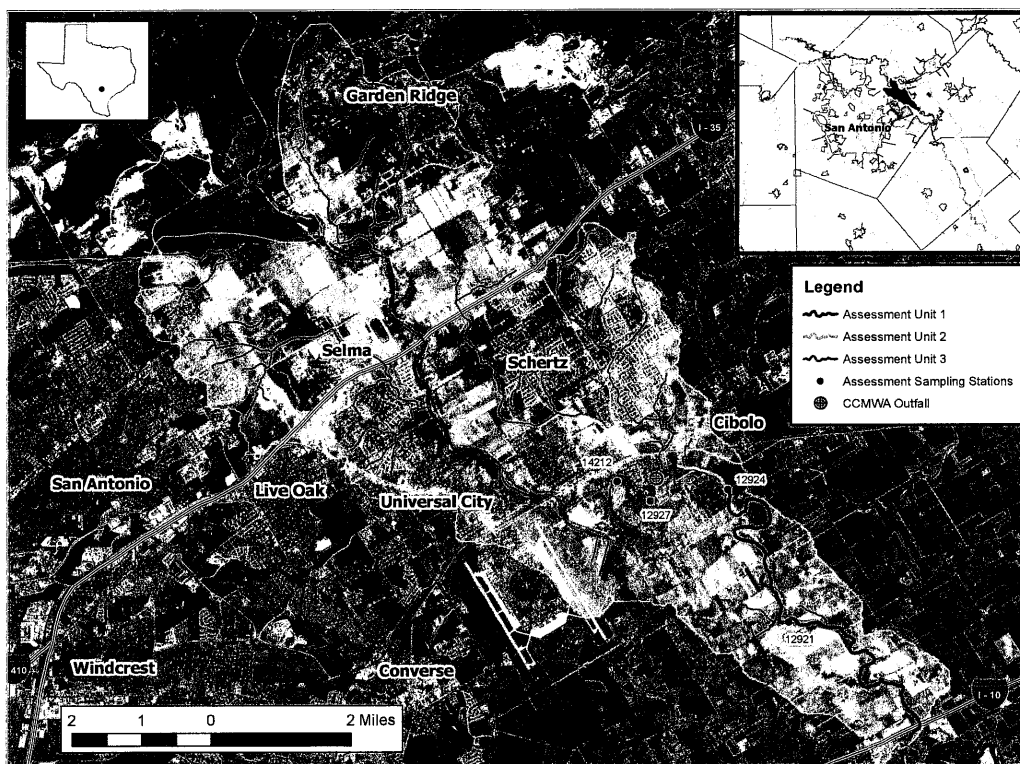 Garden Ridge
San Antonio
I - 35
Legend
Assessment Unit 1
Assessment Unit 2
Assessment Unit 3
Assessment Sampling Stations
CCMWA Outfall
Selma
Schertz
Cibolo
14212
12924
San Antonio
Live Oak
Universal City
12927
12921
410
Windcrest
Converse
I - 10
2 1 0 2 Miles